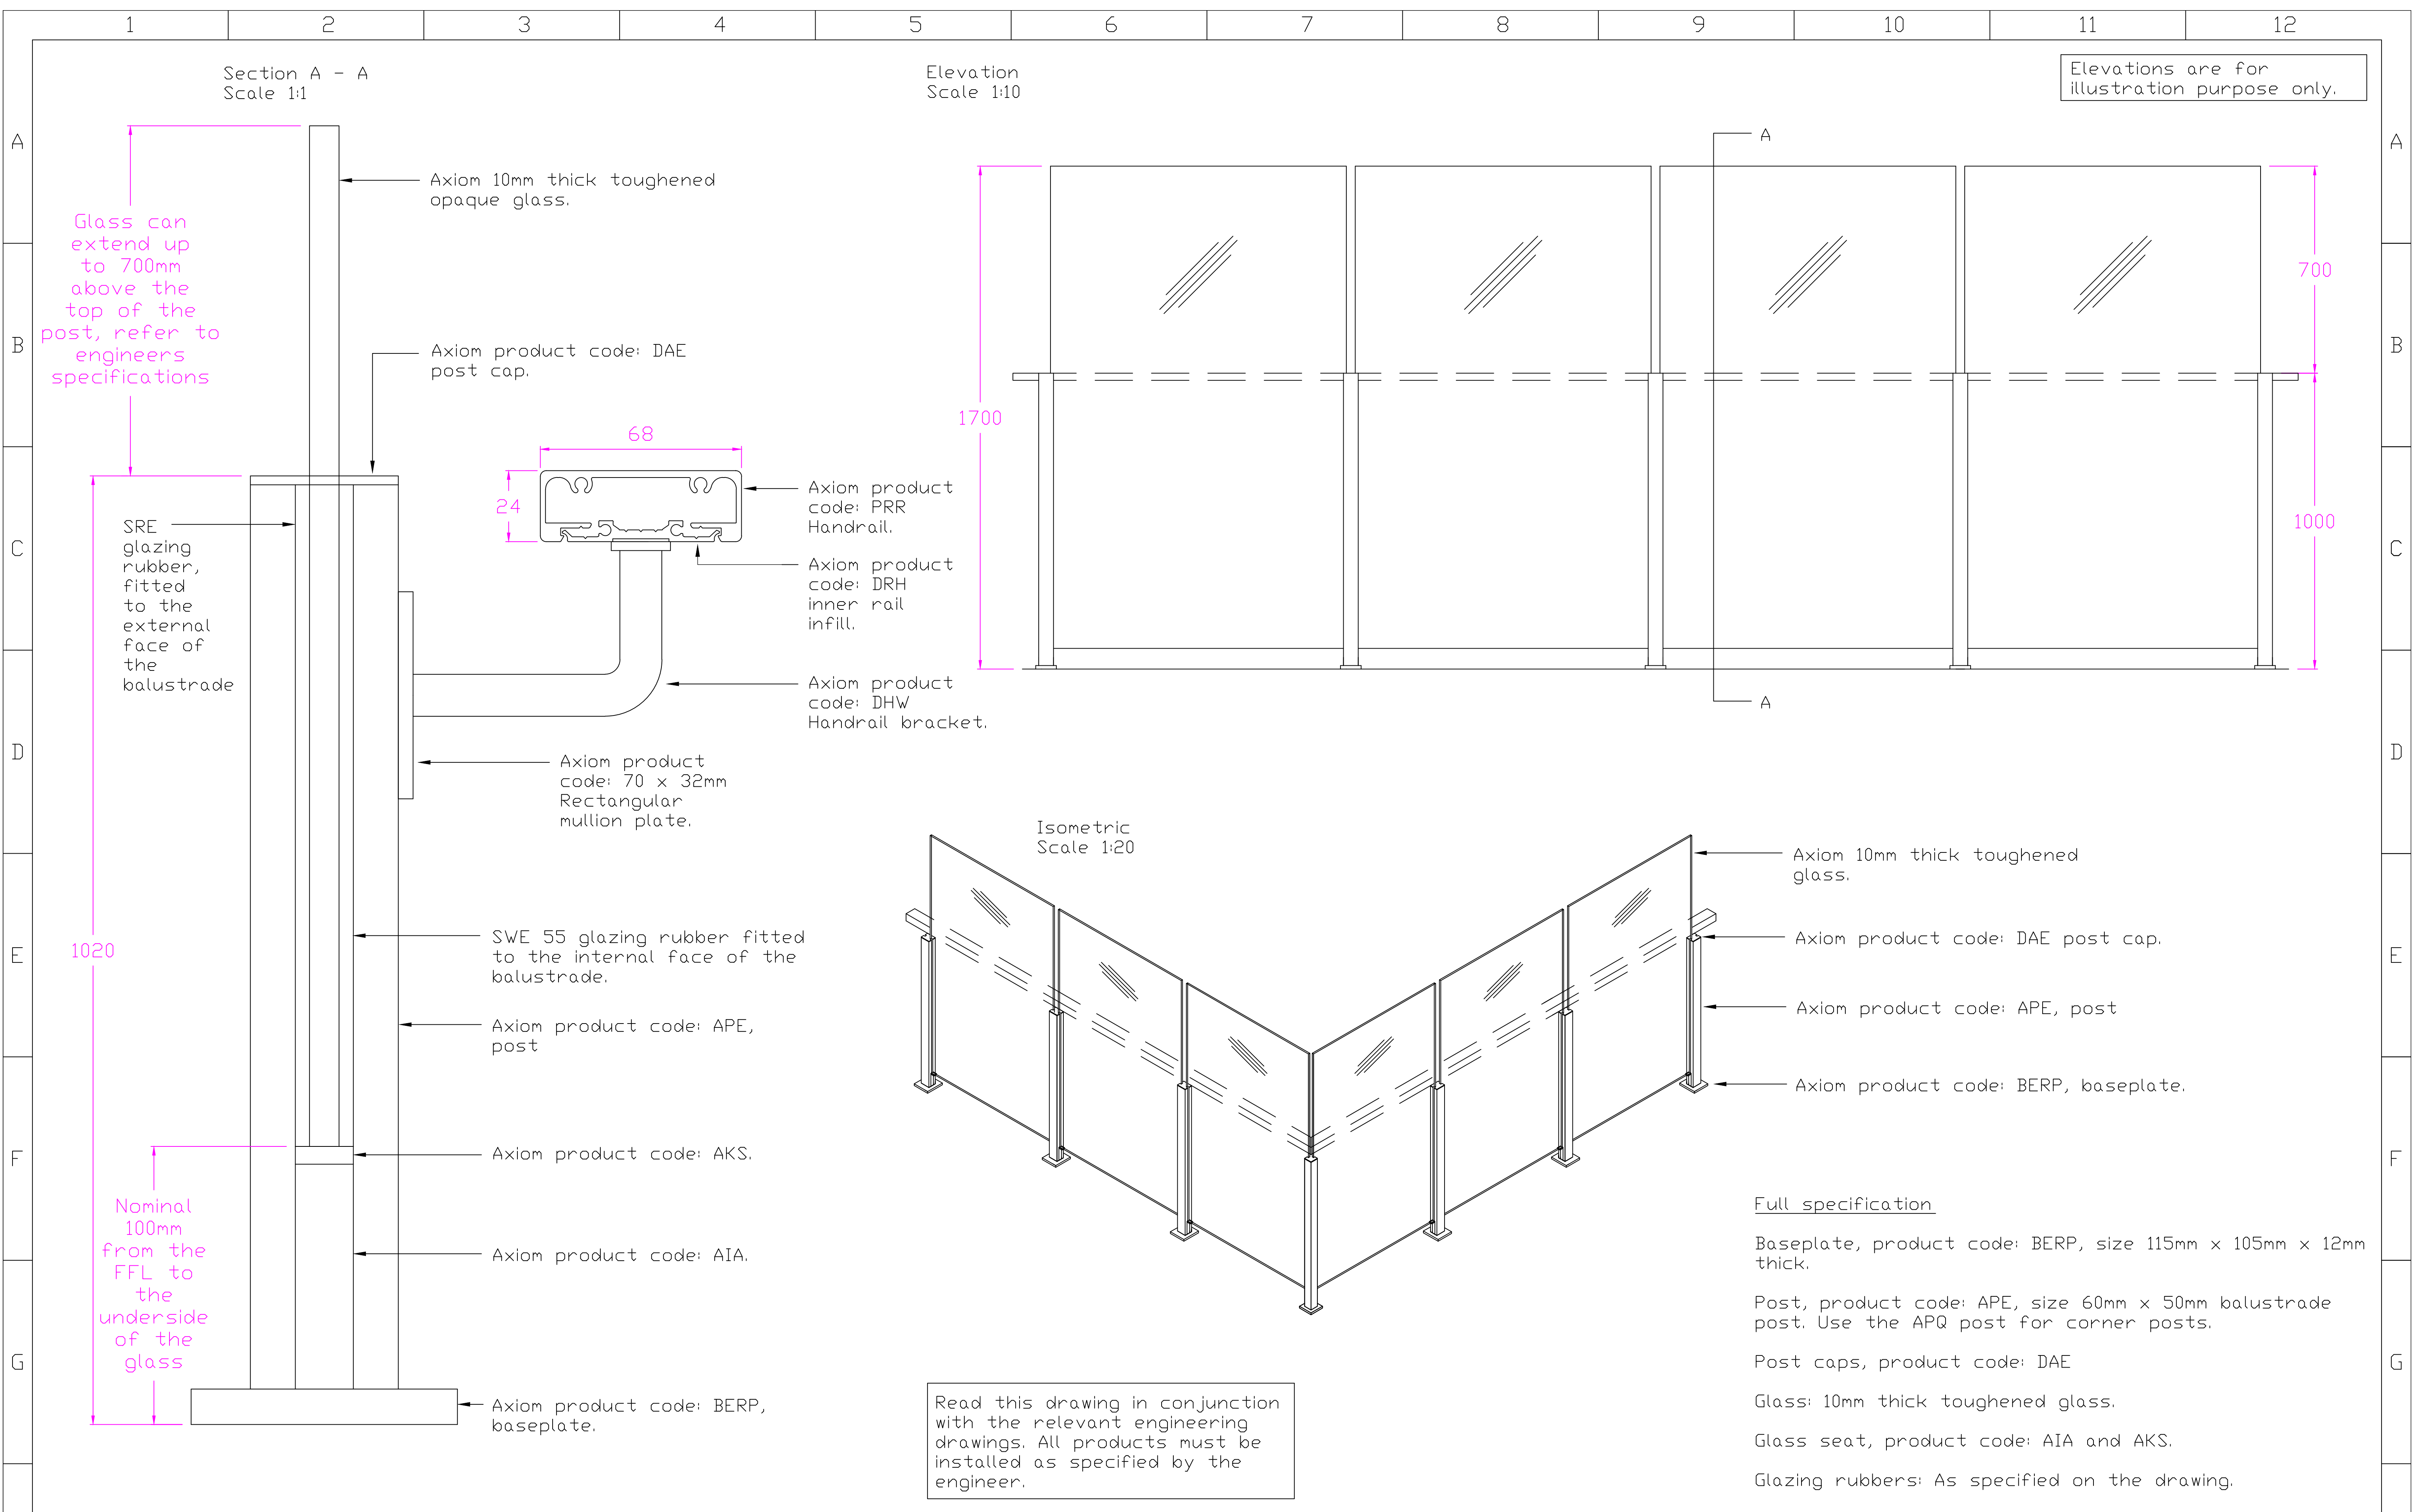 1 2 3 4 5 6 7 8 9 10 11 12
A
B
C
D
E
F
G
A
B
C
D
E
F
G
Section A - A
Scale 1:1
Glass can
extend up
to 700mm
above the
top of the
post, refer to
engineers
specifications
Axiom 10mm thick toughened
opaque glass.
Axiom product code: DAE
post cap.
68
24
Axiom product
code: PRR
Handrail.
Axiom product
code: DRH
inner rail
infill.
SRE
glazing
rubber,
fitted
to the
external
face of
the
balustrade
Axiom product
code: DHW
Handrail bracket.
Axiom product
code: 70 x 32mm
Rectangular
mullion plate.
1020
SWE 55 glazing rubber fitted
to the internal face of the
balustrade.
Axiom product code: APE,
post
Axiom product code: AKS.
Nominal
100mm
from the
FFL to
the
underside
of the
glass
Axiom product code: AIA.
Axiom product code: BERP,
baseplate.
Elevation
Scale 1:10
Elevations are for
illustration purpose only.
A
1700
700
1000
A
Isometric
Scale 1:20
Axiom 10mm thick toughened
glass.
Axiom product code: DAE post cap.
Axiom product code: APE, post
Axiom product code: BERP, baseplate.
Read this drawing in conjunction
with the relevant engineering
drawings. All products must be
installed as specified by the
engineer.
Full specification
Baseplate, product code: BERP, size 115mm x 105mm x 12mm
thick.
Post, product code: APE, size 60mm x 50mm balustrade
post. Use the APQ post for corner posts.
Post caps, product code: DAE
Glass: 10mm thick toughened glass.
Glass seat, product code: AIA and AKS.
Glazing rubbers: As specified on the drawing.